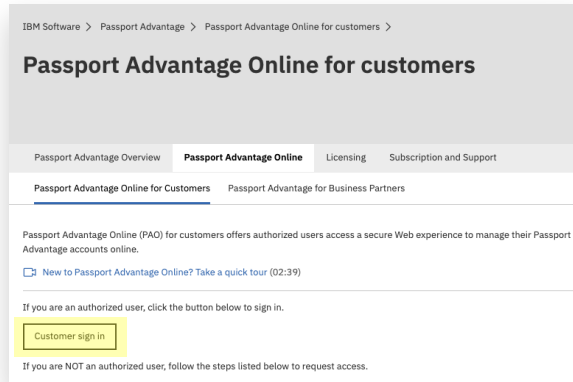 IBM Software > Passport Advantage > Passport Advantage Online for customers >
Passport Advantage Online for customers
Passport Advantage Overview Passport Advantage Online Licensing Subscription and Support
Passport Advantage Online for Customers Passport Advantage for Business Partners
Passport Advantage Online (PAO) for customers offers authorized users access a secure Web experience to manage their Passport
Advantage accounts online.
New to Passport Advantage Online? Take a quick tour (02:39)
If you are an authorized user, click the button below to sign in.
Customer sign in
If you are NOT an authorized user, follow the steps listed below to request access.